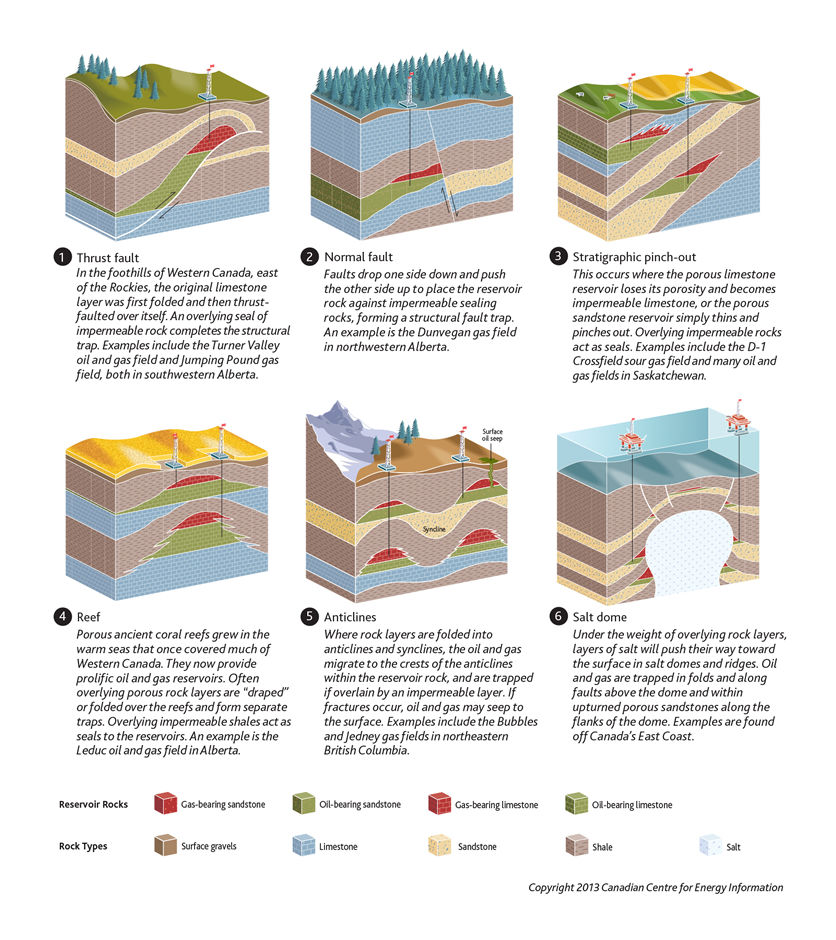 1 Thrust fault
In the foothills of Western Canada, east
of the Rockies, the original limestone
layer was first folded and then thrust-
faulted over itself. An overlying seal of
impermeable rock completes the structural
trap. Examples include the Turner Valley
oil and gas field and Jumping Pound gas
field, both in southwestern Alberta.
2 Normal fault
Faults drop one side down and push
the other side up to place the reservoir
rock against impermeable sealing
rocks, forming a structural fault trap.
An example is the Dunvegan gas field
in northwestern Alberta.
3 Stratigraphic pinch-out
This occurs where the porous limestone
reservoir loses its porosity and becomes
impermeable limestone, or the porous
sandstone reservoir simply thins and
pinches out. Overlying impermeable rocks
act as seals. Examples include the D-1
Crossfield sour gas field and many oil and
gas fields in Saskatchewan.
4 Reef
Porous ancient coral reefs grew in the
warm seas that once covered much of
Western Canada. They now provide
prolific oil and gas reservoirs. Often
overlying porous rock layers are “draped”
or folded over the reefs and form separate
traps. Overlying impermeable shales act as
seals to the reservoirs. An example is the
Leduc oil and gas field in Alberta.
Surface
oil seep
Syncline
5 Anticlines
Where rock layers are folded into
anticlines and synclines, the oil and gas
migrate to the crests of the anticlines
within the reservoir rock, and are trapped
if overlain by an impermeable layer. If
fractures occur, oil and gas may seep to
the surface. Examples include the Bubbles
and Jedney gas fields in northeastern
British Columbia.
6 Salt dome
Under the weight of overlying rock layers,
layers of salt will push their way toward
the surface in salt domes and ridges. Oil
and gas are trapped in folds and along
faults above the dome and within
upturned porous sandstones along the
flanks of the dome. Examples are found
off Canada’s East Coast.
Reservoir Rocks Gas-bearing sandstone Oil-bearing sandstone Gas-bearing limestone Oil-bearing limestone
Rock Types Surface gravels Limestone Sandstone Shale Salt
Copyright 2013 Canadian Centre for Energy Information